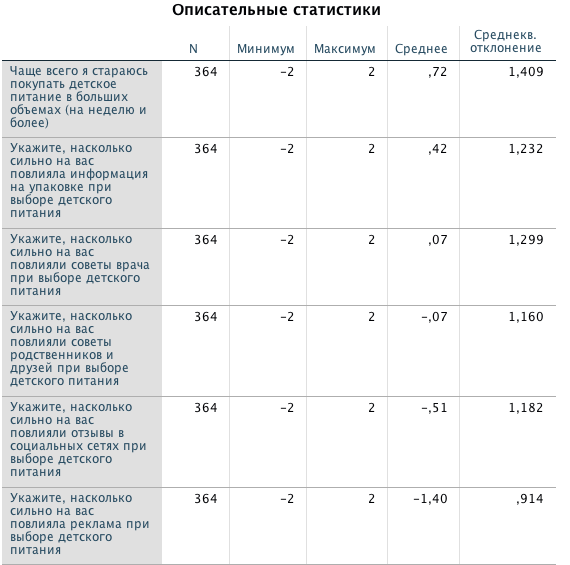 Описательные статистики
N Минимум Максимум Среднее Среднекв. отклонение
Чаще всего я стараюсь 364 −2 2 ,72 1,409
покупать детское
питание в больших
объемах (на неделю и
более)
Укажите, насколько 364 −2 2 ,42 1,232
сильно на вас
повлияла информация
на упаковке при
выборе детского
питания
Укажите, насколько 364 −2 2 ,07 1,299
сильно на вас
повлияли советы врача
при выборе детского
питания
Укажите, насколько 364 −2 2 −,07 1,160
сильно на вас
повлияли советы
родственников и
друзей при выборе
детского питания
Укажите, насколько 364 −2 2 −,51 1,182
сильно на вас
повлияли отзывы в
социальных сетях при
выборе детского
питания
Укажите, насколько 364 −2 2 −1,40 ,914
сильно на вас
повлияла реклама при
выборе детского
питания